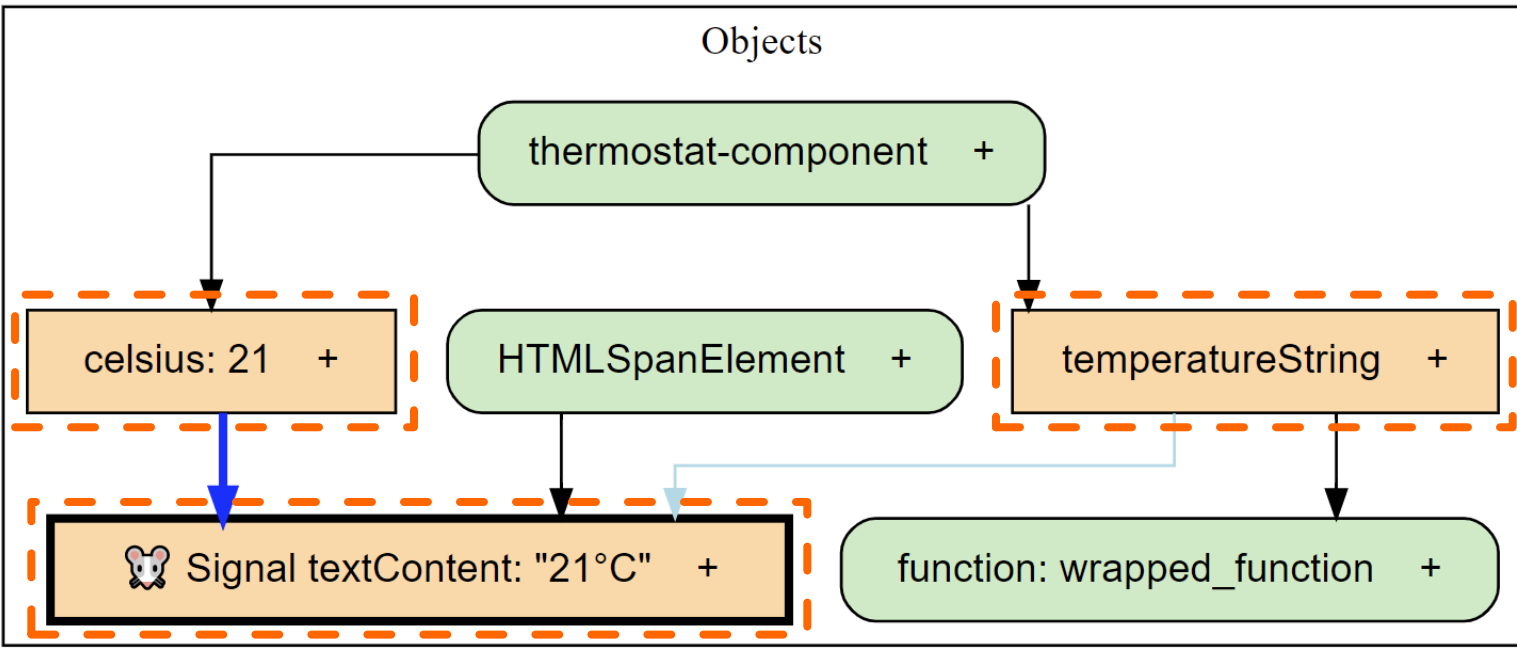 Objects
thermostat-component +
celsius: 21 +
HTMLSpanElement +
temperatureString +
🐭 Signal textContent: "21°C" +
function: wrapped_function +